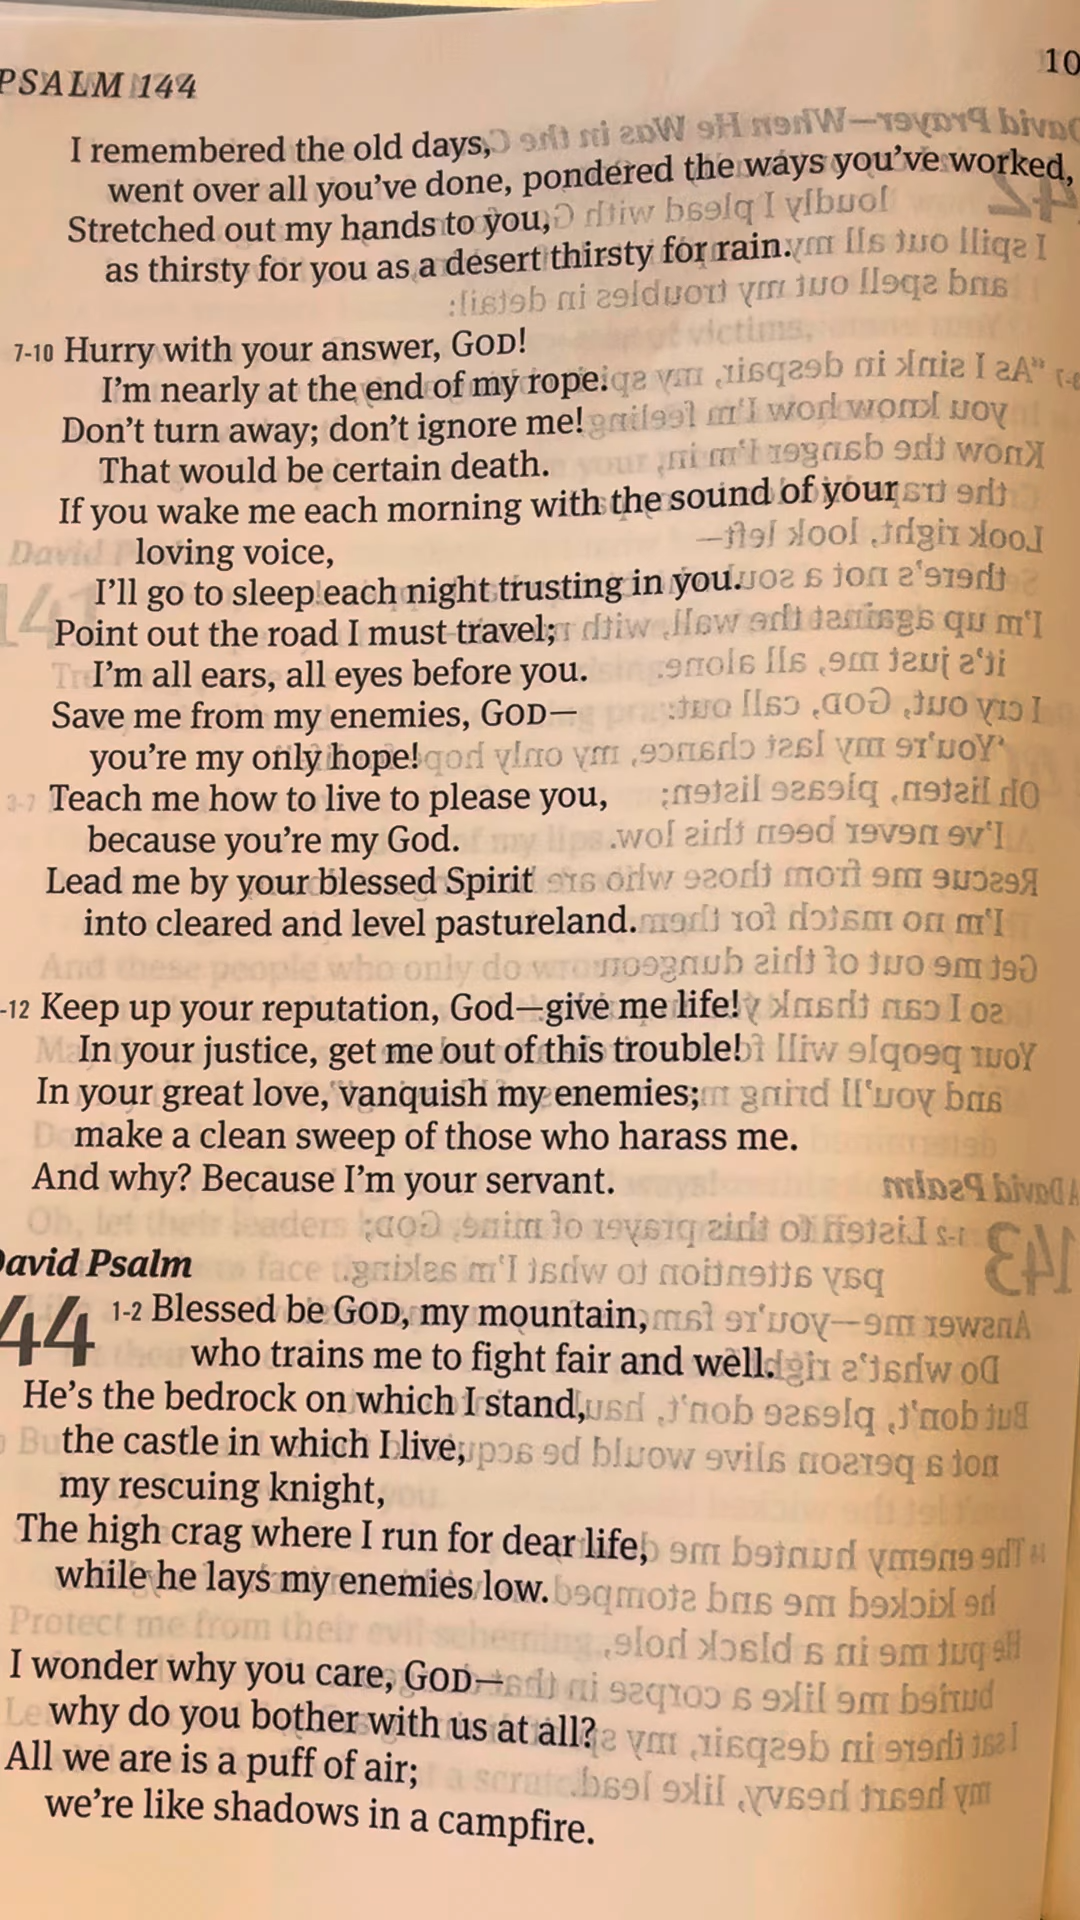 PSALM 144
10
I remembered the old days,
went over all you've done, pondered the ways you've worked,
Stretched out my hands to you,
as thirsty for you as a desert thirsty for rain.
7-10 Hurry with your answer, GOD!
I'm nearly at the end of my rope.
Don't turn away; don't ignore me!
That would be certain death.
If you wake me each morning with the sound of your
loving voice,
I'll go to sleep each night trusting in you.
Point out the road I must travel;
I'm all ears, all eyes before you.
Save me from my enemies, GOD—
you're my only hope!
Teach me how to live to please you,
because you're my God.
Lead me by your blessed Spirit
into cleared and level pastureland.
-12 Keep up your reputation, God—give me life!
In your justice, get me out of this trouble!
In your great love, vanquish my enemies;
make a clean sweep of those who harass me.
And why? Because I'm your servant.
David Psalm
44 1-2 Blessed be GOD, my mountain,
who trains me to fight fair and well.
He's the bedrock on which I stand,
the castle in which I live,
my rescuing knight,
The high crag where I run for dear life,
while he lays my enemies low.
I wonder why you care, GOD—
why do you bother with us at all?
All we are is a puff of air;
we're like shadows in a campfire.